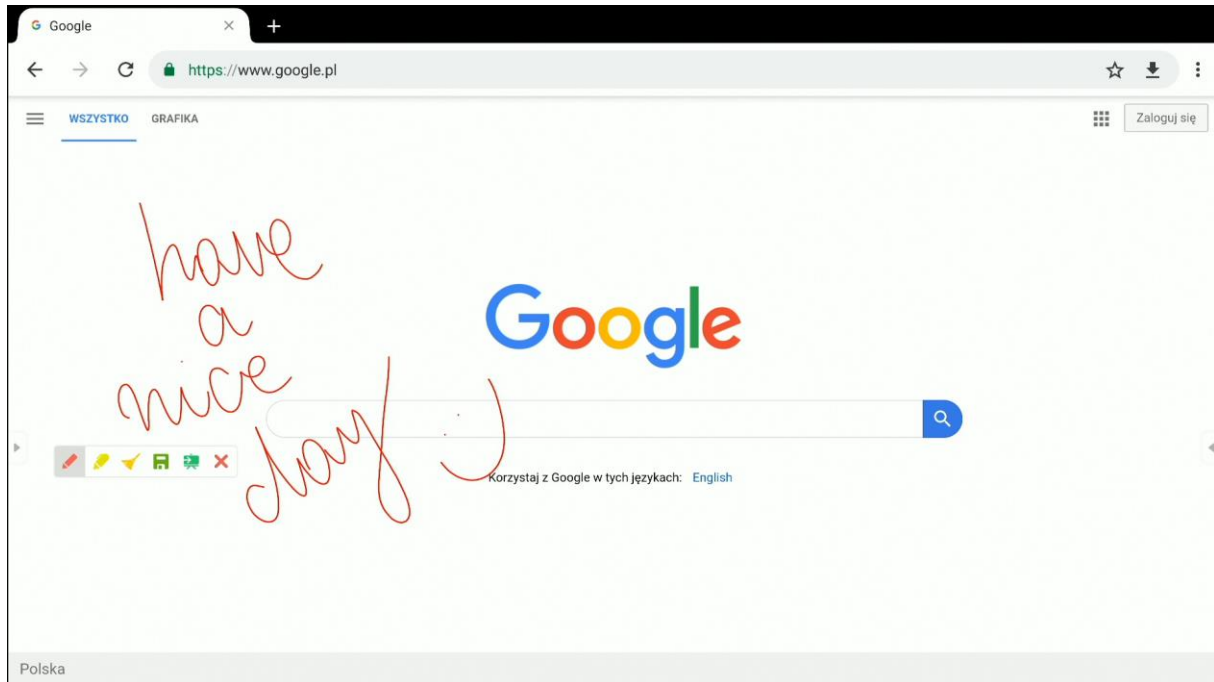 Google
https://www.google.pl
WSZYSTKO GRAFIKA
Zaloguj się
have
a
nice
day
Google
Korzystaj z Google w tych językach: English
Polska